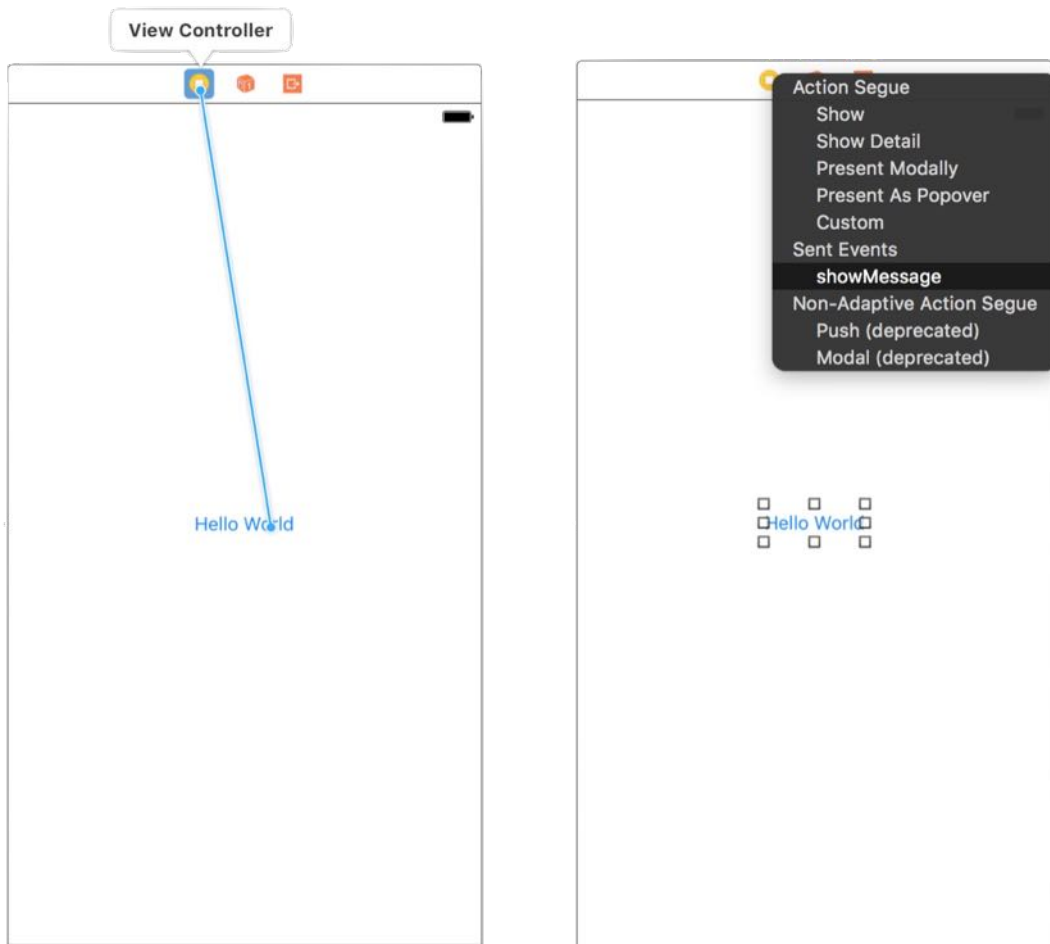 View Controller
Hello World
Action Segue
Show
Show Detail
Present Modally
Present As Popover
Custom
Sent Events
showMessage
Non-Adaptive Action Segue
Push (deprecated)
Modal (deprecated)
Hello World